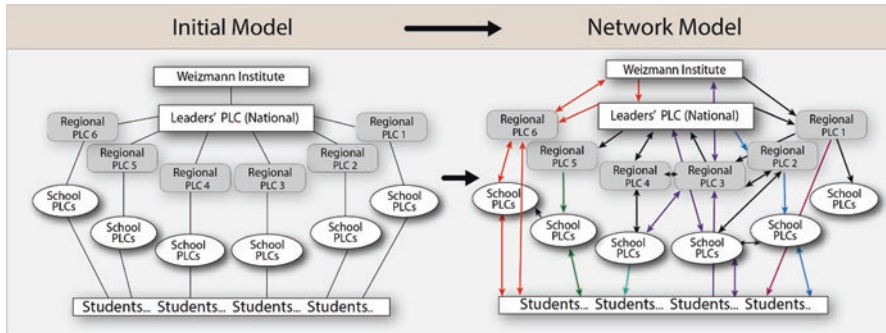 Initial Model
Network Model
Weizmann Institute
Leaders' PLC (National)
Regional
PLC 6
Regional
PLC 1
Regional
PLC 5
Regional
PLC 2
Regional
PLC 4
Regional
PLC 3
School
PLCs
School
PLCs
School
PLCs
School
PLCs
School
PLCs
School
PLCs
Students... Students... Students... Students..
Weizmann Institute
Leaders' PLC (National)
Regional
PLC 6
Regional
PLC 1
Regional
PLC 5
Regional
PLC 2
Regional
PLC 4
Regional
PLC 3
School
PLCs
School
PLCs
School
PLCs
School
PLCs
School
PLCs
School
PLCs
Students... Students... Students... Students..